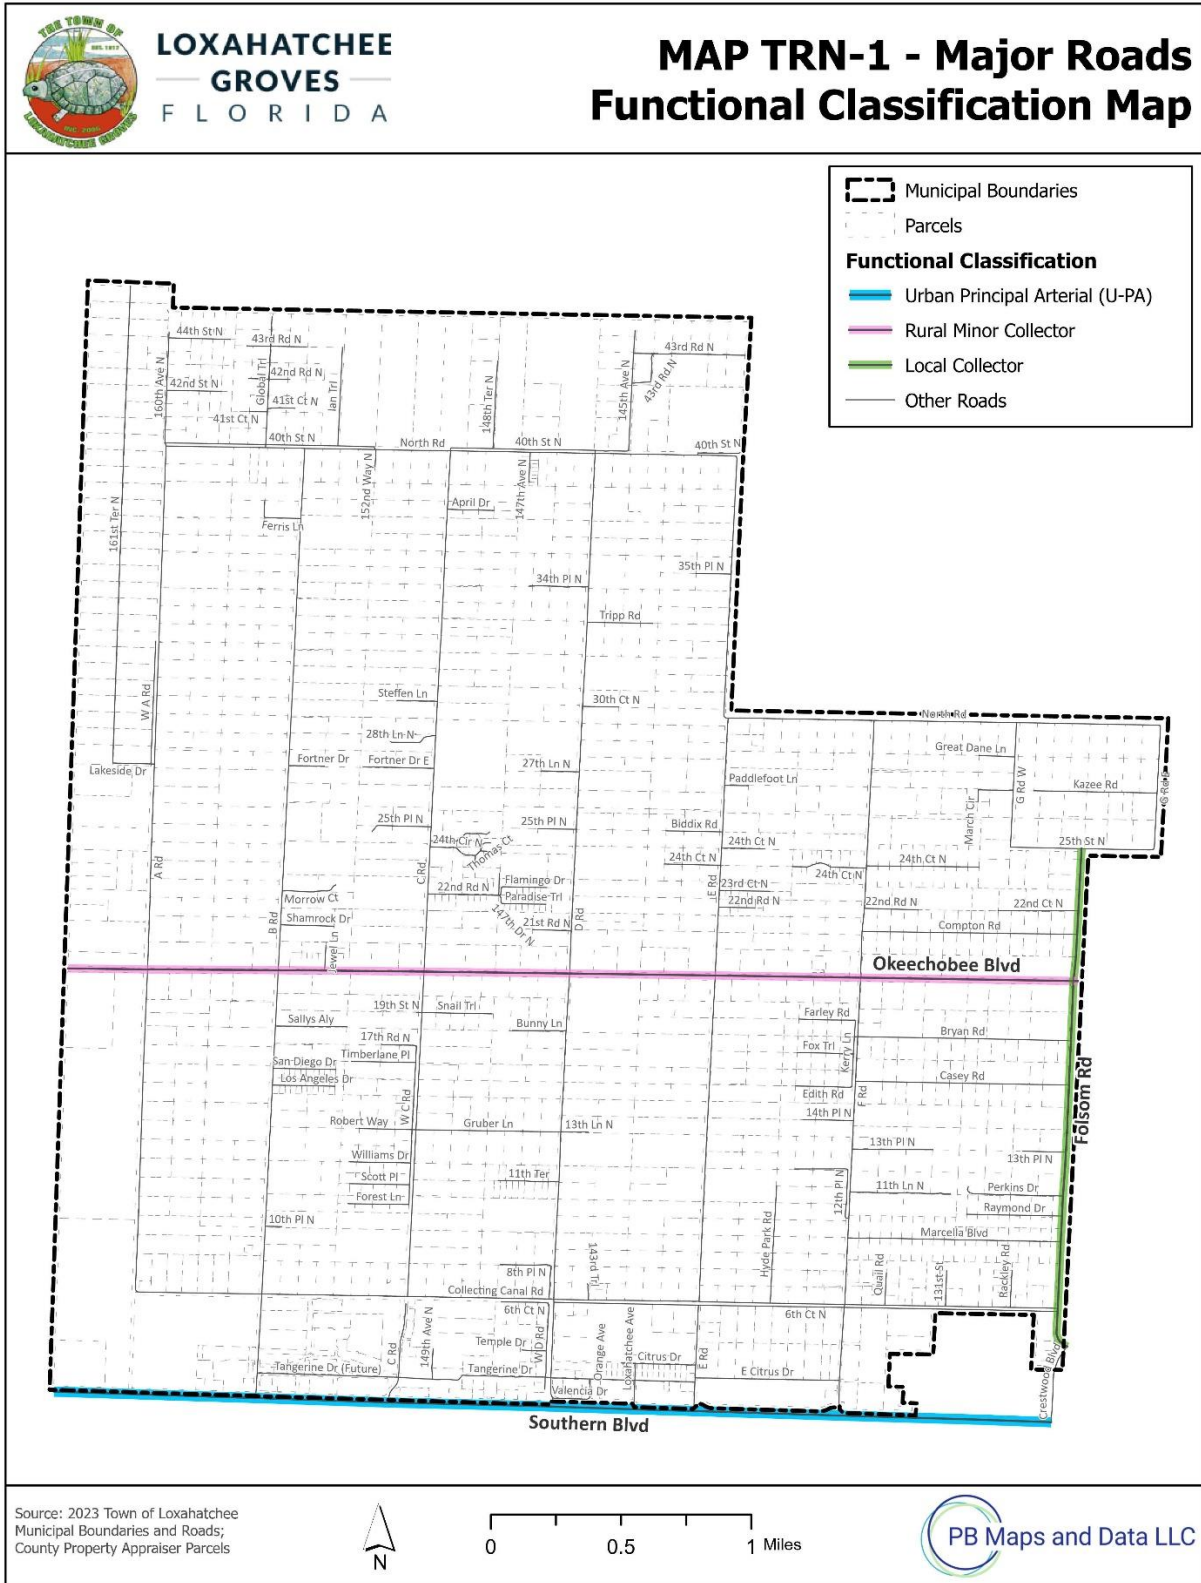 THE TOWN OF
LOXAHATCHEE GROVES
LOXAHATCHEE
GROVES
FLORIDA
MAP TRN-1 - Major Roads
Functional Classification Map
Municipal Boundaries
Parcels
Functional Classification
Urban Principal Arterial (U-PA)
Rural Minor Collector
Local Collector
Other Roads
44th St N
43rd Rd N
43rd Rd N
160th Ave N
42nd St N
Global Trl
42nd Rd N
Ian Trl
148th Ter N
145th Ave N
43rd Rd N
41st Ct N
41st Ct N
40th St N
North Rd
40th St N
40th St N
161st Ter N
152nd Way N
147th Ave N
April Dr
Ferris Ln
34th Pl N
35th Pl N
Tripp Rd
W A Rd
Steffen Ln
30th Ct N
North Rd
28th Ln N
Great Dane Ln
Lakeside Dr
Fortner Dr
Fortner Dr E
27th Ln N
Paddlefoot Ln
G Rd W
Kazee Rd
March Cir
25th Pl N
25th Pl N
Biddix Rd
24th Cir N
Thomas Ct
24th Ct N
25th St N
A Rd
C Rd
24th Ct N
24th Ct N
24th Ct N
22nd Rd N
Flamingo Dr
E Rd
23rd Ct N
Morrow Ct
Paradise Trl
22nd Rd N
22nd Rd N
22nd Ct N
B Rd
Shamrock Dr
147th Dr N
21st Rd N
D Rd
Compton Rd
Okeechobee Blvd
19th St N
Snail Trl
Farley Rd
Sallys Aly
Bunny Ln
Bryan Rd
17th Rd N
Timberlane Pl
Fox Trl
Kerry Ln
San Diego Dr
Los Angeles Dr
Casey Rd
Folsom Rd
W C Rd
Edith Rd
F Rd
14th Pl N
Robert Way
Gruber Ln
13th Ln N
13th Pl N
13th Pl N
Williams Dr
Scott Pl
11th Ter
12th Pl N
11th Ln N
Perkins Dr
Forest Ln
Raymond Dr
10th Pl N
Hyde Park Rd
Marcella Blvd
8th Pl N
143rd Trl
Quail Rd
131st St
Rackley Rd
Collecting Canal Rd
6th Ct N
6th Ct N
C Rd
149th Ave N
Temple Dr
W D Rd
Orange Ave
Loxahatchee Ave
Citrus Dr
E Rd
Crestwood Blvd
Tangerine Dr (Future)
Tangerine Dr
E Citrus Dr
Valencia Dr
Southern Blvd
Source: 2023 Town of Loxahatchee
Municipal Boundaries and Roads;
County Property Appraiser Parcels
N
0 0.5 1 Miles
PB Maps and Data LLC